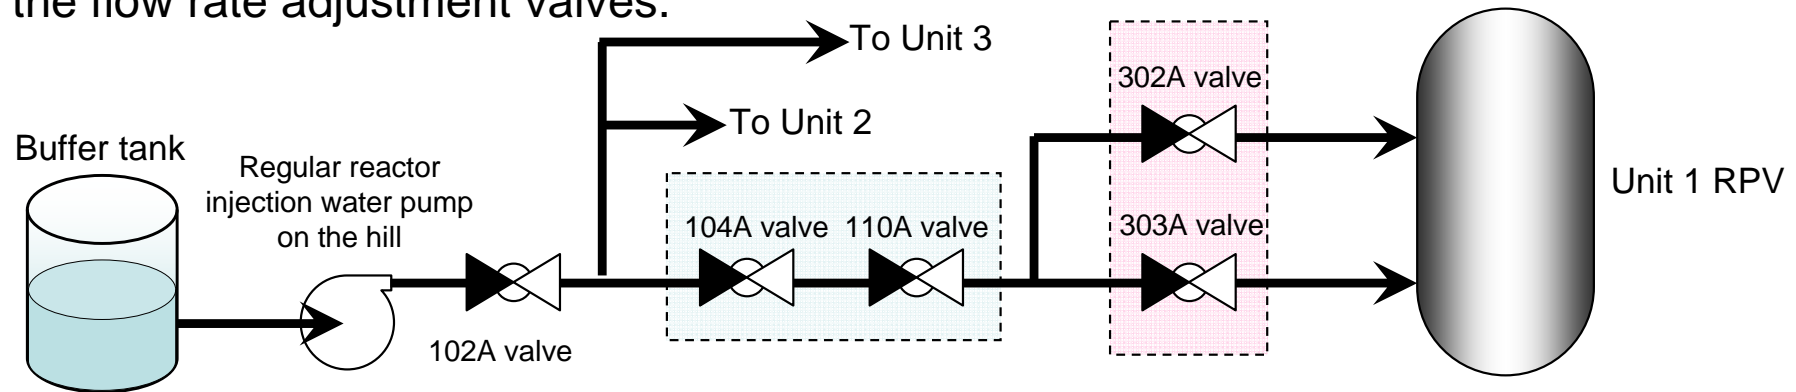 the flow rate adjustment valves.
To Unit 3
302A valve
To Unit 2
Buffer tank
Regular reactor
injection water pump
on the hill
Unit 1 RPV
104A valve
110A valve
303A valve
102A valve